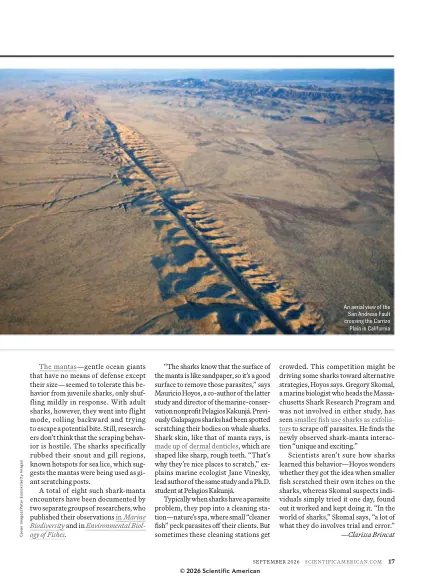 An aerial view of the
San Andreas Fault
crossing the Carrizo
Plain in California
The mantas—gentle ocean giants
that have no means of defense except
their size—seemed to tolerate this be-
havior from juvenile sharks, only shuf-
fling mildly in response. With adult
sharks, however, they went into flight
mode, rolling backward and trying
to escape a potential bite. Still, research-
ers don't think that the scraping behav-
ior is hostile. The sharks specifically
rubbed their snout and gill regions,
known hotspots for sea lice, which sug-
gests the mantas were being used as gi-
ant scratching posts.
A total of eight such shark-manta
encounters have been documented by
two separate groups of researchers, who
published their observations in Marine
Biodiversity and in Environmental Biol-
ogy of Fishes.
"The sharks know that the surface of
the manta is like sandpaper, so it's a good
surface to remove those parasites," says
Mauricio Hoyos, a co-author of the latter
study and director of the marine-conser-
vation nonprofit Pelagios Kakunjá. Previ-
ously Galapagos sharks had been spotted
scratching their bodies on whale sharks.
Shark skin, like that of manta rays, is
made up of dermal denticles, which are
shaped like sharp, rough teeth. "That's
why they're nice places to scratch," ex-
plains marine ecologist Jane Vinesky,
lead author of the same study and a Ph.D.
student at Pelagios Kakunjá.
Typically when sharks have a parasite
problem, they pop into a cleaning sta-
tion—nature's spa, where small "cleaner
fish" peck parasites off their clients. But
sometimes these cleaning stations get
crowded. This competition might be
driving some sharks toward alternative
strategies, Hoyos says. Gregory Skomal,
a marine biologist who heads the Massa-
chusetts Shark Research Program and
was not involved in either study, has
seen smaller fish use sharks as exfolia-
tors to scrape off parasites. He finds the
newly observed shark-manta interac-
tion "unique and exciting."
Scientists aren't sure how sharks
learned this behavior—Hoyos wonders
whether they got the idea when smaller
fish scratched their own itches on the
sharks, whereas Skomal suspects indi-
viduals simply tried it one day, found
out it worked and kept doing it. "In the
world of sharks," Skomal says, "a lot of
what they do involves trial and error."
—Clarissa Brincat
SEPTEMBER 2026 SCIENTIFICAMERICAN.COM 17
© 2026 Scientific American